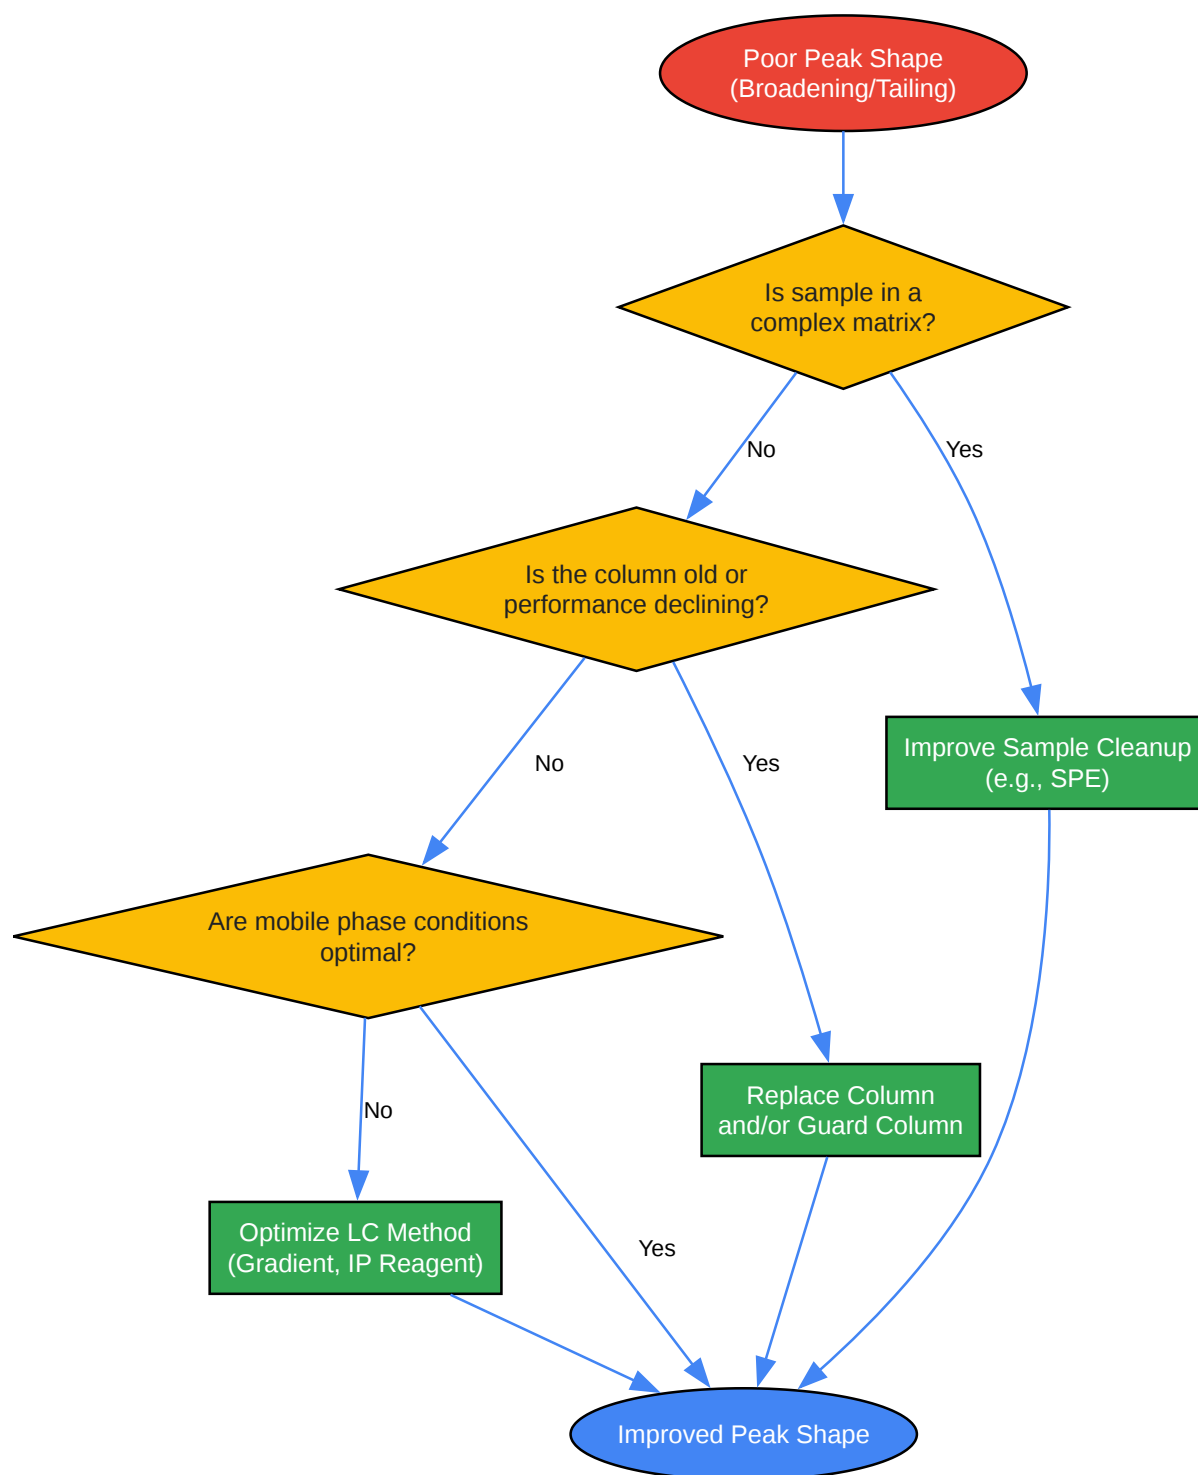 Poor Peak Shape
(Broadening/Tailing)
Is sample in a
complex matrix?
No
Yes
Is the column old or
performance declining?
No
Yes
Improve Sample Cleanup
(e.g., SPE)
Are mobile phase conditions
optimal?
No
Replace Column
and/or Guard Column
Optimize LC Method
(Gradient, IP Reagent)
Yes
Improved Peak Shape